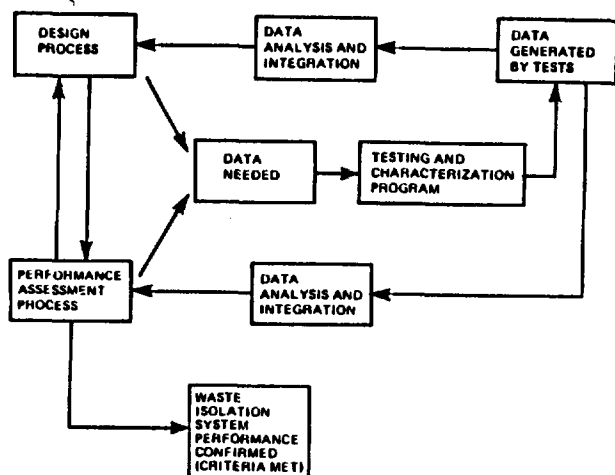 DESIGN
PROCESS
DATA
ANALYSIS AND
INTEGRATION
DATA
GENERATED
BY TESTS
DATA
NEEDED
TESTING AND
CHARACTERIZATION
PROGRAM
PERFORMANCE
ASSESSMENT
PROCESS
DATA
ANALYSIS AND
INTEGRATION
WASTE
ISOLATION
SYSTEM
PERFORMANCE
CONFIRMED
(CRITERIA MET)